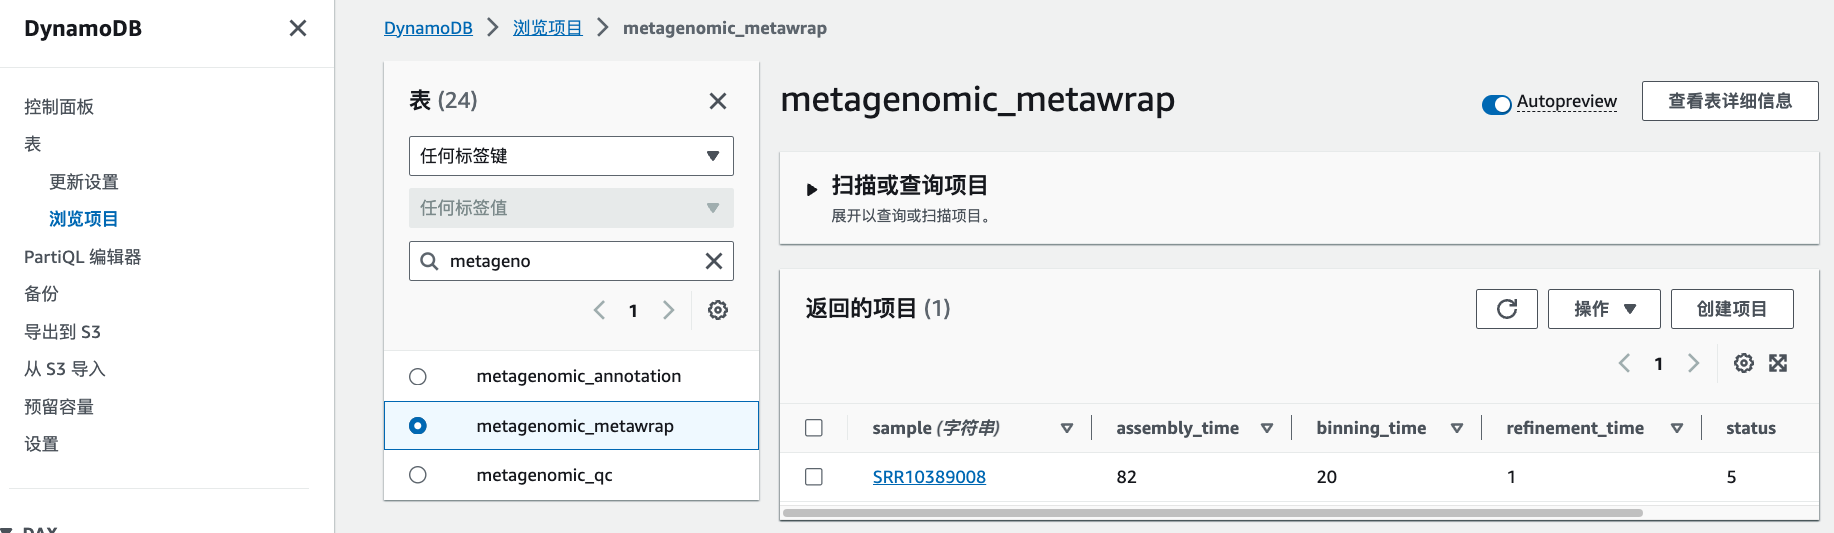 DynamoDB
控制面板
表
更新设置
浏览项目
PartiQL 编辑器
备份
导出到 S3
从 S3 导入
预留容量
设置
DAX
DynamoDB 浏览项目 metagenomic_metawrap
表 (24)
任何标签键
任何标签值
metageno
1
metagenomic_annotation
metagenomic_metawrap
metagenomic_qc
metagenomic_metawrap
Autopreview
查看表详细信息
扫描或查询项目
展开以查询或扫描项目。
返回的项目 (1)
操作
创建项目
1
sample (字符串) assembly_time binning_time refinement_time status
SRR10389008 82 20 1 5